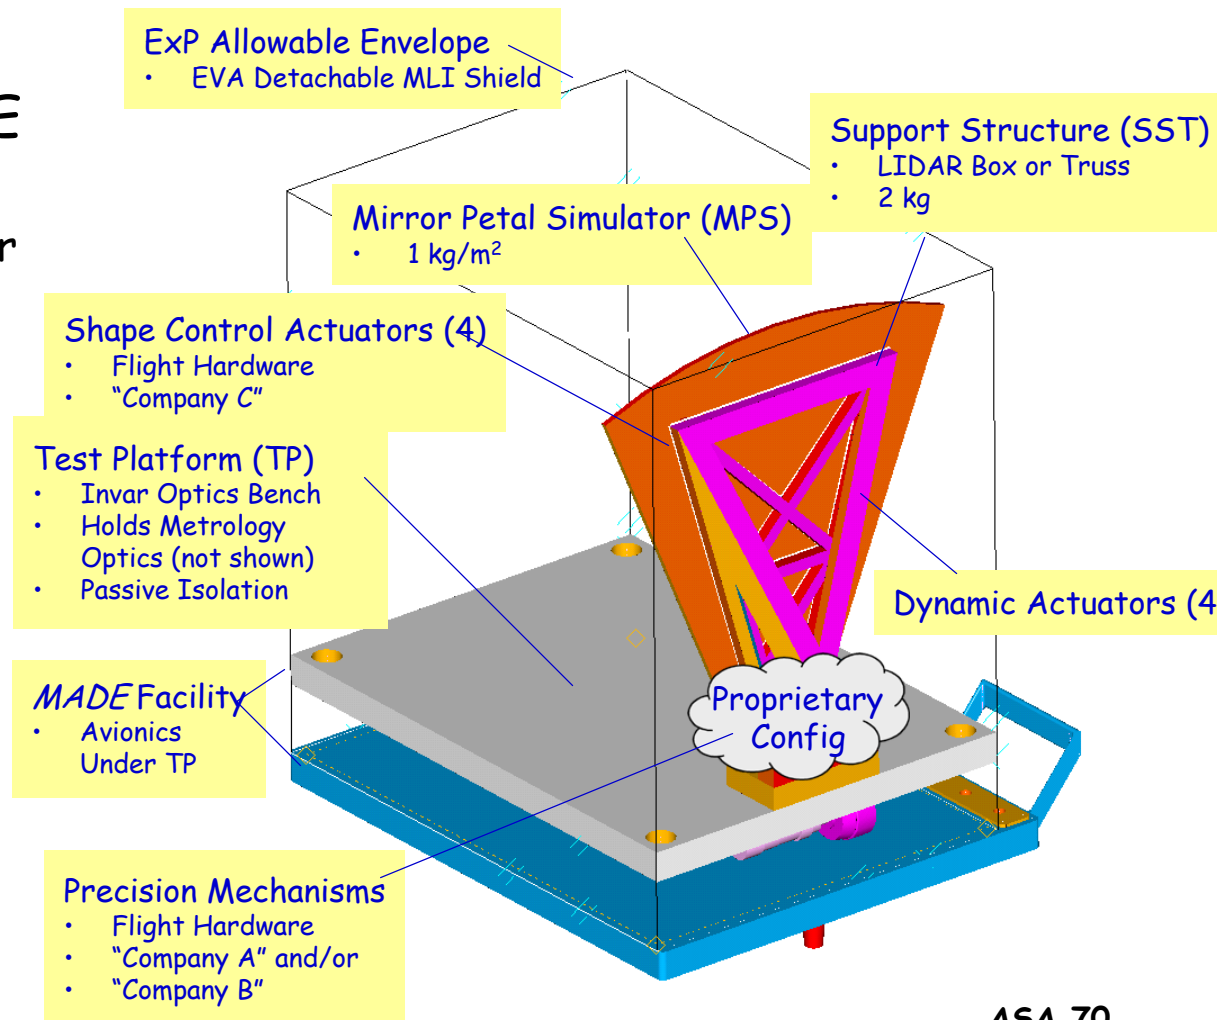 ExP Allowable Envelope
• EVA Detachable MLI Shield
E
Support Structure (SST)
• LIDAR Box or Truss
• 2 kg
Mirror Petal Simulator (MPS)
• 1 kg/m²
r
Shape Control Actuators (4)
• Flight Hardware
• “Company C”
Test Platform (TP)
• Invar Optics Bench
• Holds Metrology
Optics (not shown)
• Passive Isolation
Dynamic Actuators (4
MADE Facility
• Avionics
Under TP
Proprietary
Config
Precision Mechanisms
• Flight Hardware
• “Company A” and/or
• “Company B”
ASA 70